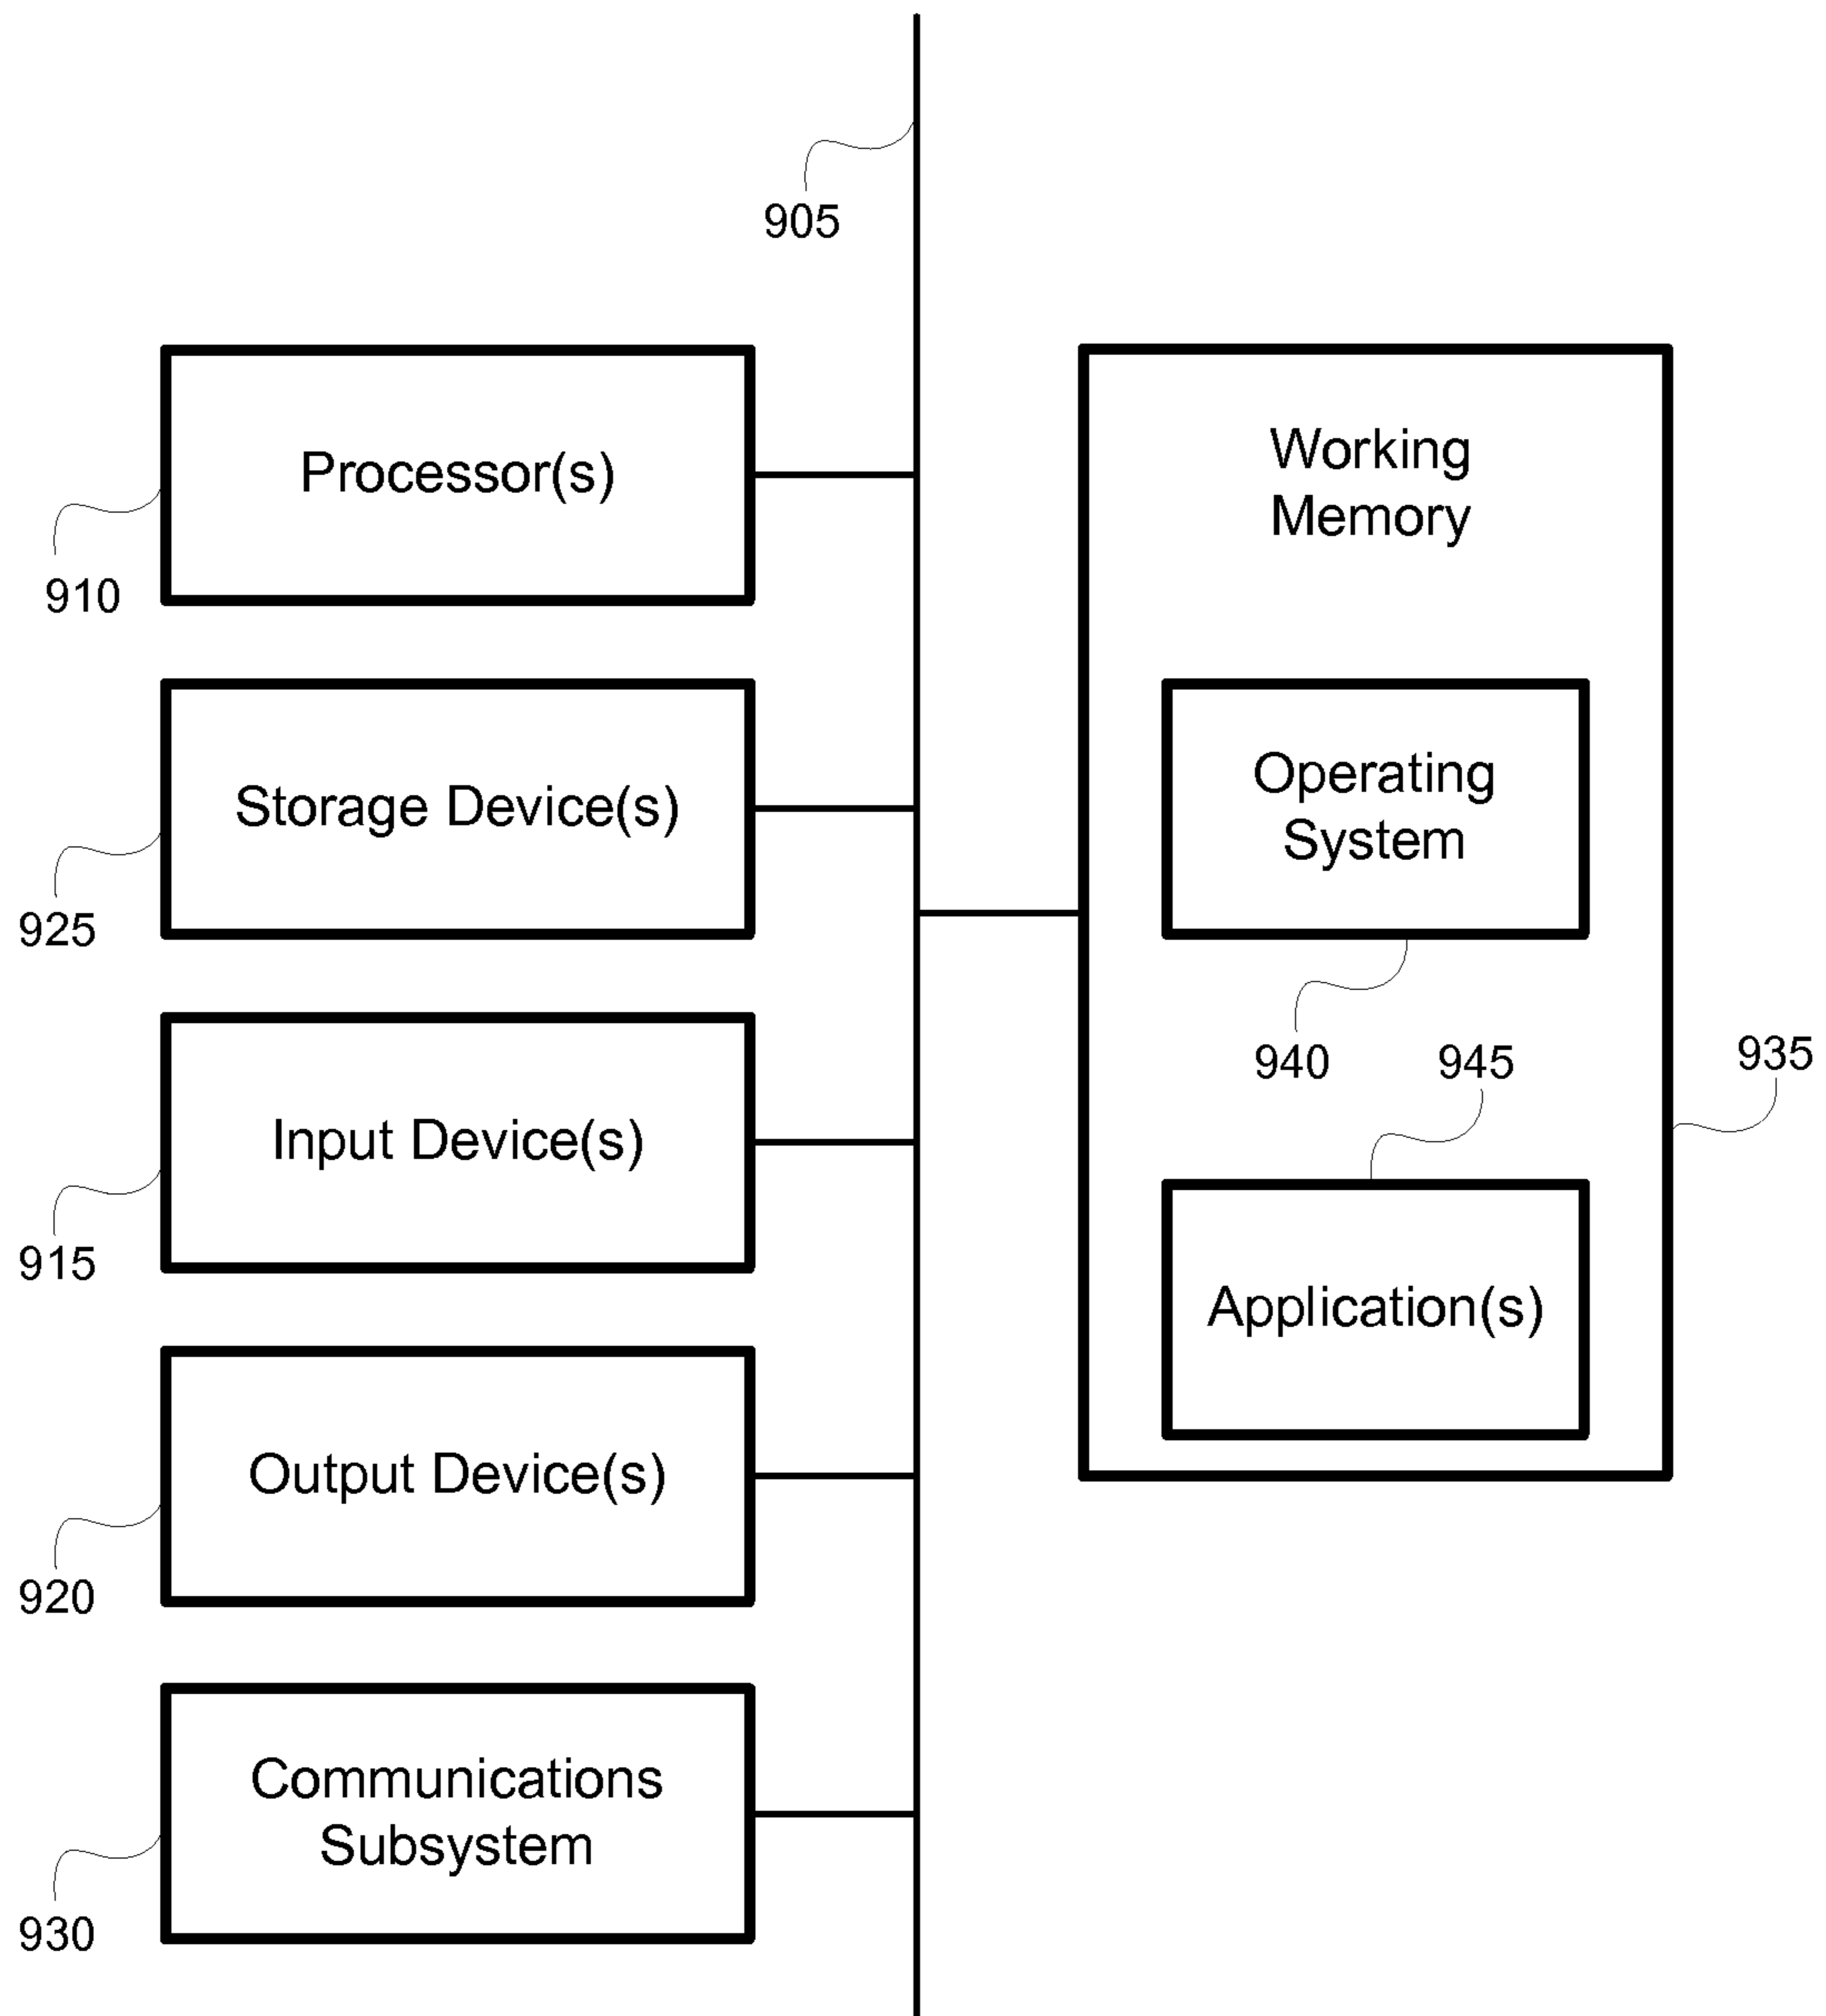 905
Processor(s)
910
Storage Device(s)
925
Input Device(s)
915
Output Device(s)
920
Communications
Subsystem
930
Working
Memory
Operating
System
940
945
935
Application(s)